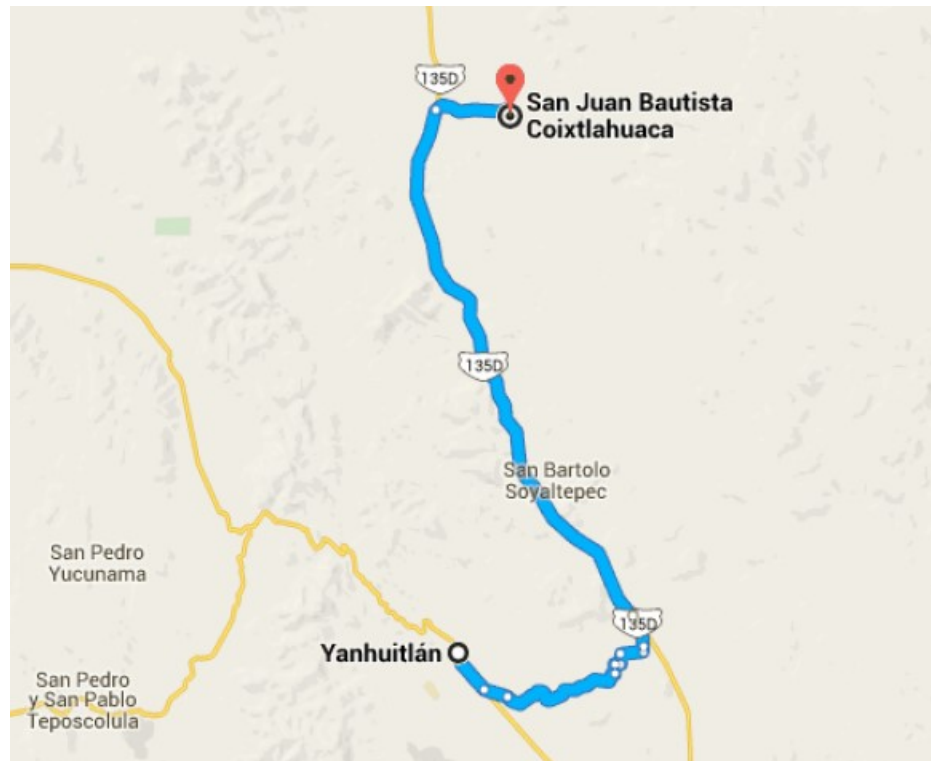 135D
San Juan Bautista
Coixtlahuaca
135D
San Bartolo
Soyaltepec
San Pedro
Yucunama
135D
Yanhuitlán
San Pedro
y San Pablo
Teposcolula